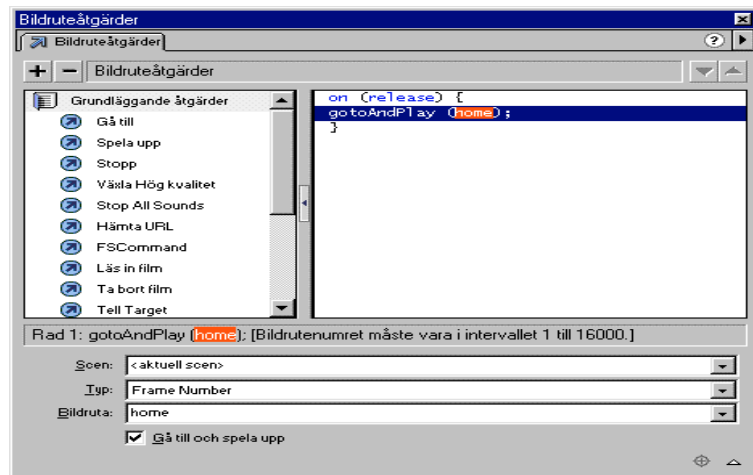 Bildruteåtgärder
Bildruteåtgärder
?
+ − Bildruteåtgärder
Grundläggande åtgärder
Gå till
Spela upp
Stopp
Växla Hög kvalitet
Stop All Sounds
Hämta URL
FSCommand
Läs in film
Ta bort film
Tell Target
on (release) {
gotoAndPlay (home);
}
Rad 1: gotoAndPlay (home); [Bildrutenumret måste vara i intervallet 1 till 16000.]
Scen: <aktuell scen>
Typ: Frame Number
Bildruta: home
Gå till och spela upp